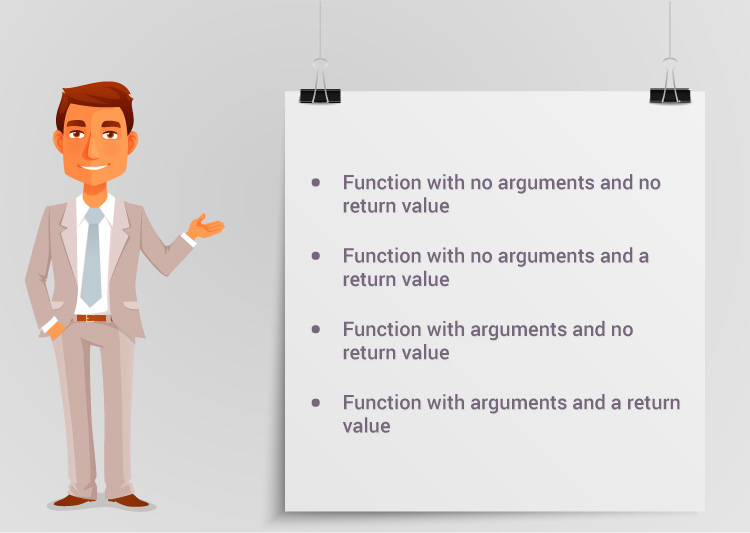 • Function with no arguments and no
return value
• Function with no arguments and a
return value
• Function with arguments and no
return value
• Function with arguments and a return
value